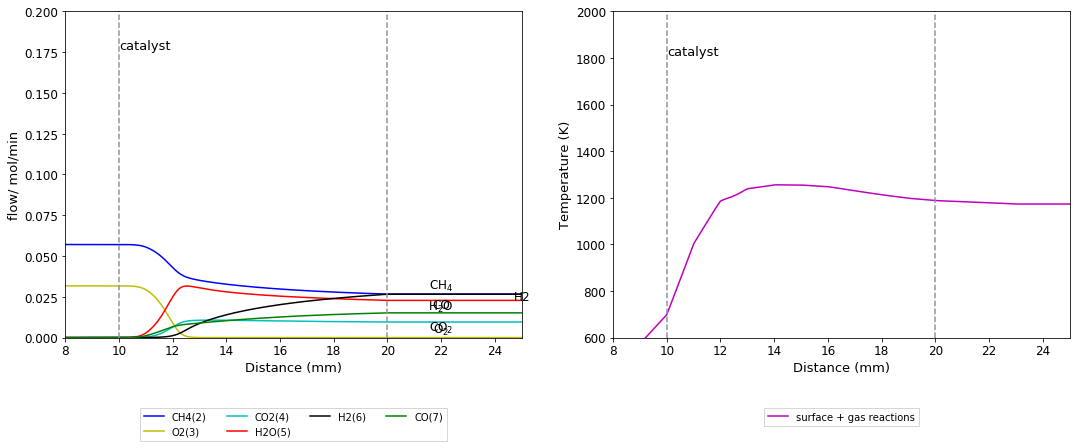 0.200
0.175
0.150
0.125
0.100
0.075
0.050
0.025
0.000
flow/ mol/min
catalyst
CH4
H2
H2O
CO
CO2
O2
8 10 12 14 16 18 20 22 24
Distance (mm)
CH4(2) CO2(4) H2(6) CO(7)
O2(3) H2O(5)
2000
1800
1600
1400
1200
1000
800
600
Temperature (K)
catalyst
8 10 12 14 16 18 20 22 24
Distance (mm)
surface + gas reactions